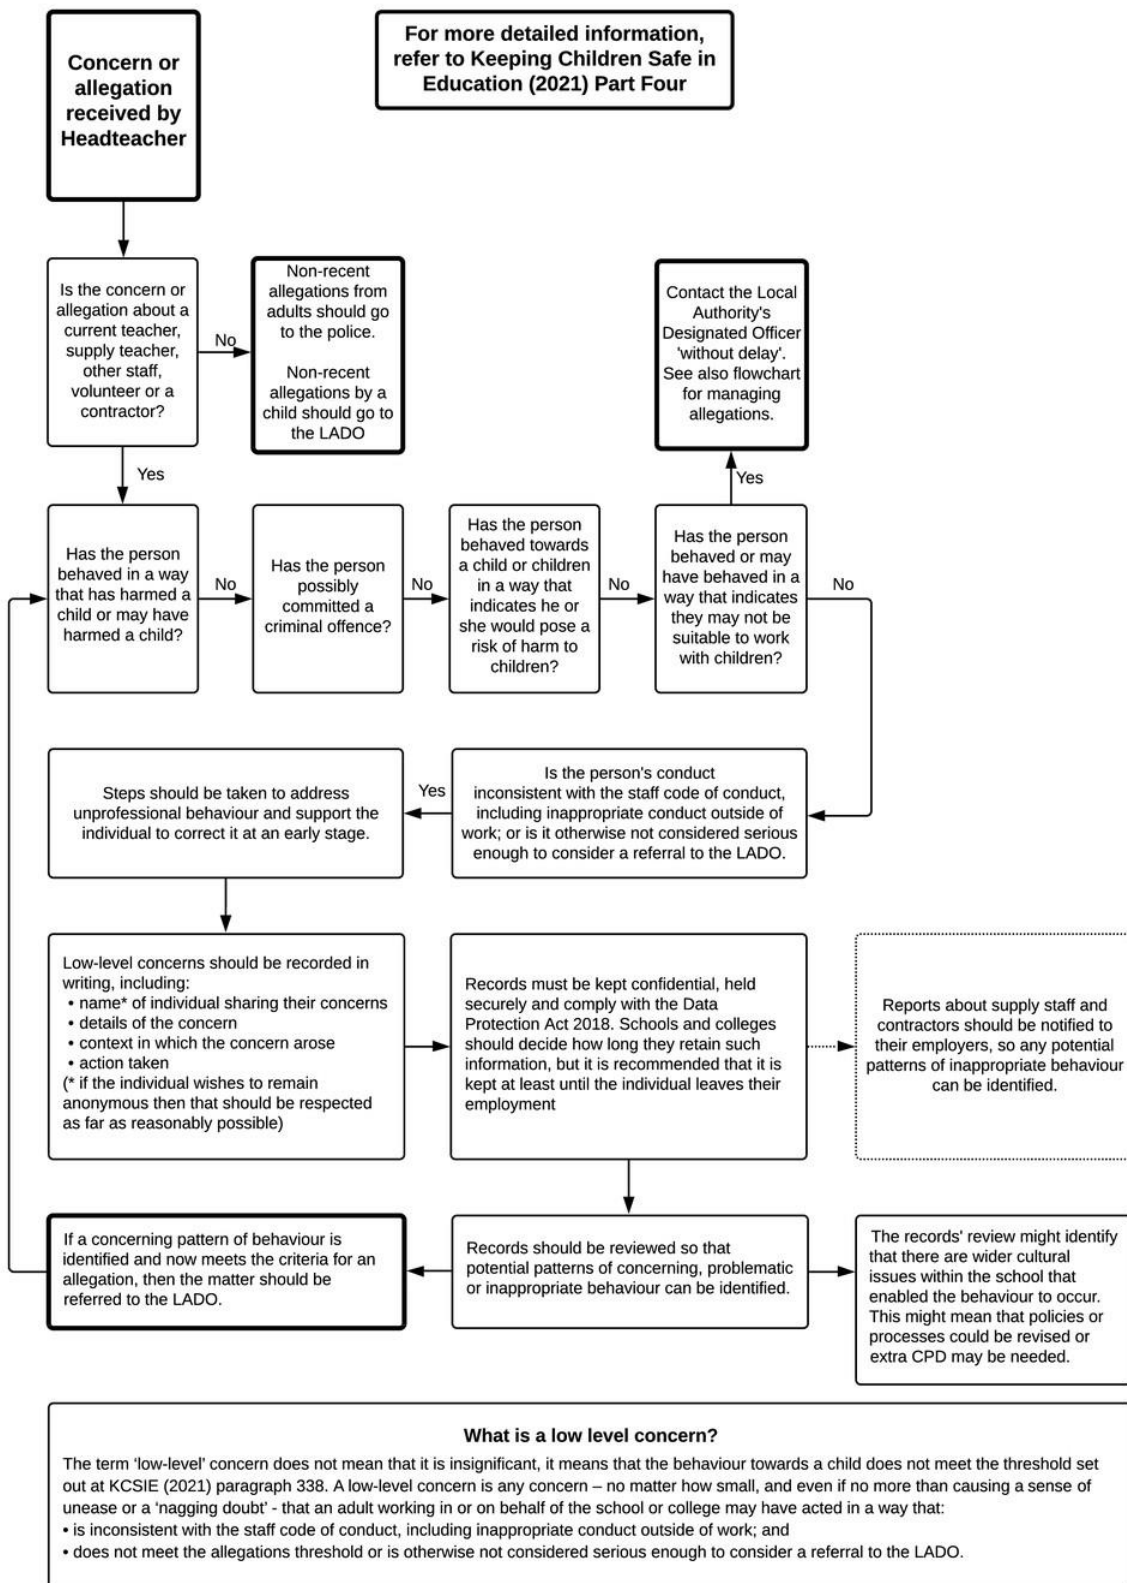 Concern or
allegation
received by
Headteacher
For more detailed information,
refer to Keeping Children Safe in
Education (2021) Part Four
Is the concern or
allegation about a
current teacher,
supply teacher,
other staff,
volunteer or a
contractor?
No
Non-recent
allegations from
adults should go
to the police.
Non-recent
allegations by a
child should go to
the LADO
Contact the Local
Authority's
Designated Officer
'without delay'.
See also flowchart
for managing
allegations.
Yes
Yes
Has the person
behaved in a way
that has harmed a
child or may have
harmed a child?
No
Has the person
possibly
committed a
criminal offence?
No
Has the person
behaved towards
a child or children
in a way that
indicates he or
she would pose a
risk of harm to
children?
No
Has the person
behaved or may
have behaved in a
way that indicates
they may not be
suitable to work
with children?
No
Steps should be taken to address
unprofessional behaviour and support the
individual to correct it at an early stage.
Yes
Is the person's conduct
inconsistent with the staff code of conduct,
including inappropriate conduct outside of
work; or is it otherwise not considered serious
enough to consider a referral to the LADO.
Low-level concerns should be recorded in
writing, including:
• name* of individual sharing their concerns
• details of the concern
• context in which the concern arose
• action taken
(* if the individual wishes to remain
anonymous then that should be respected
as far as reasonably possible)
Records must be kept confidential, held
securely and comply with the Data
Protection Act 2018. Schools and colleges
should decide how long they retain such
information, but it is recommended that it is
kept at least until the individual leaves their
employment
Reports about supply staff and
contractors should be notified to
their employers, so any potential
patterns of inappropriate behaviour
can be identified.
If a concerning pattern of behaviour is
identified and now meets the criteria for an
allegation, then the matter should be
referred to the LADO.
Records should be reviewed so that
potential patterns of concerning, problematic
or inappropriate behaviour can be identified.
The records' review might identify
that there are wider cultural
issues within the school that
enabled the behaviour to occur.
This might mean that policies or
processes could be revised or
extra CPD may be needed.
What is a low level concern?
The term ‘low-level’ concern does not mean that it is insignificant, it means that the behaviour towards a child does not meet the threshold set
out at KCSIE (2021) paragraph 338. A low-level concern is any concern – no matter how small, and even if no more than causing a sense of
unease or a ‘nagging doubt’ - that an adult working in or on behalf of the school or college may have acted in a way that:
• is inconsistent with the staff code of conduct, including inappropriate conduct outside of work; and
• does not meet the allegations threshold or is otherwise not considered serious enough to consider a referral to the LADO.